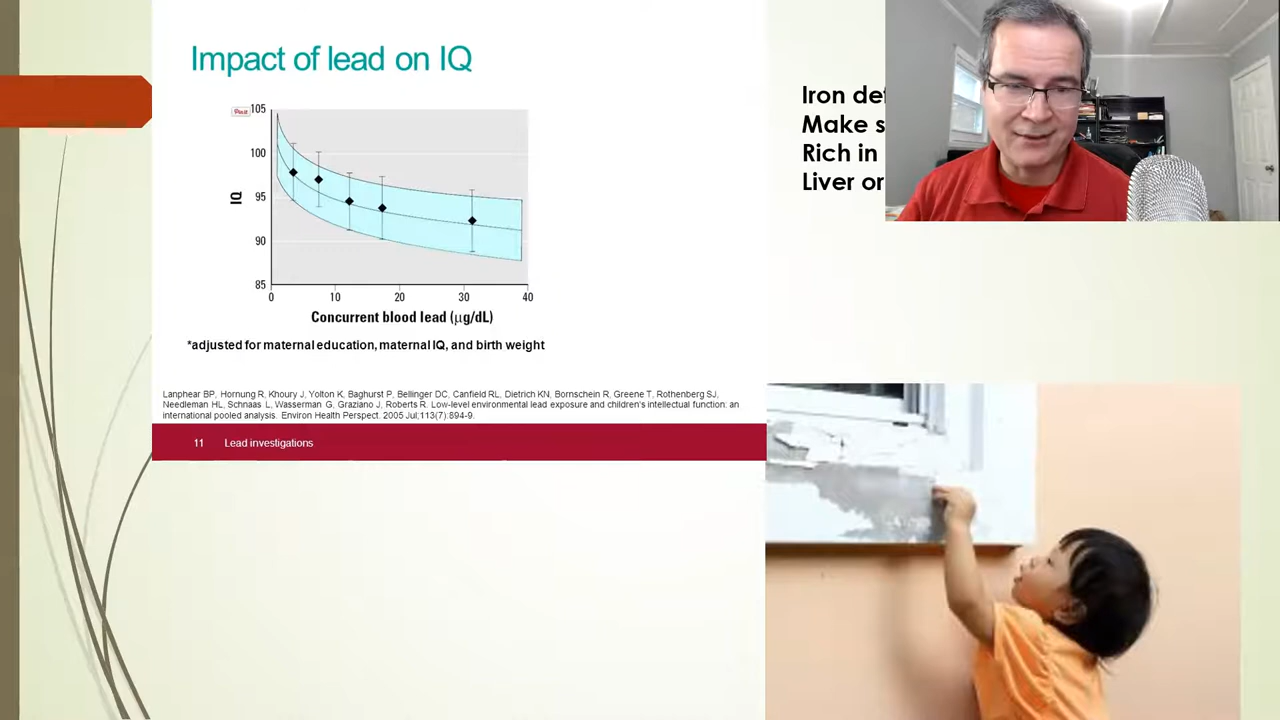 Impact of lead on IQ
Pin it
105
100
95
90
85
IQ
0 10 20 30 40
Concurrent blood lead (µg/dL)
*adjusted for maternal education, maternal IQ, and birth weight
Lanphear BP, Hornung R, Khoury J, Yolton K, Baghurst P, Bellinger DC, Canfield RL, Dietrich KN, Bornschein R, Greene T, Rothenberg SJ,
Needleman HL, Schnaas L, Wasserman G, Graziano J, Roberts R. Low-level environmental lead exposure and children's intellectual function: an
international pooled analysis. Environ Health Perspect. 2005 Jul;113(7):894-9.
11 Lead investigations
Iron def
Make s
Rich in
Liver or